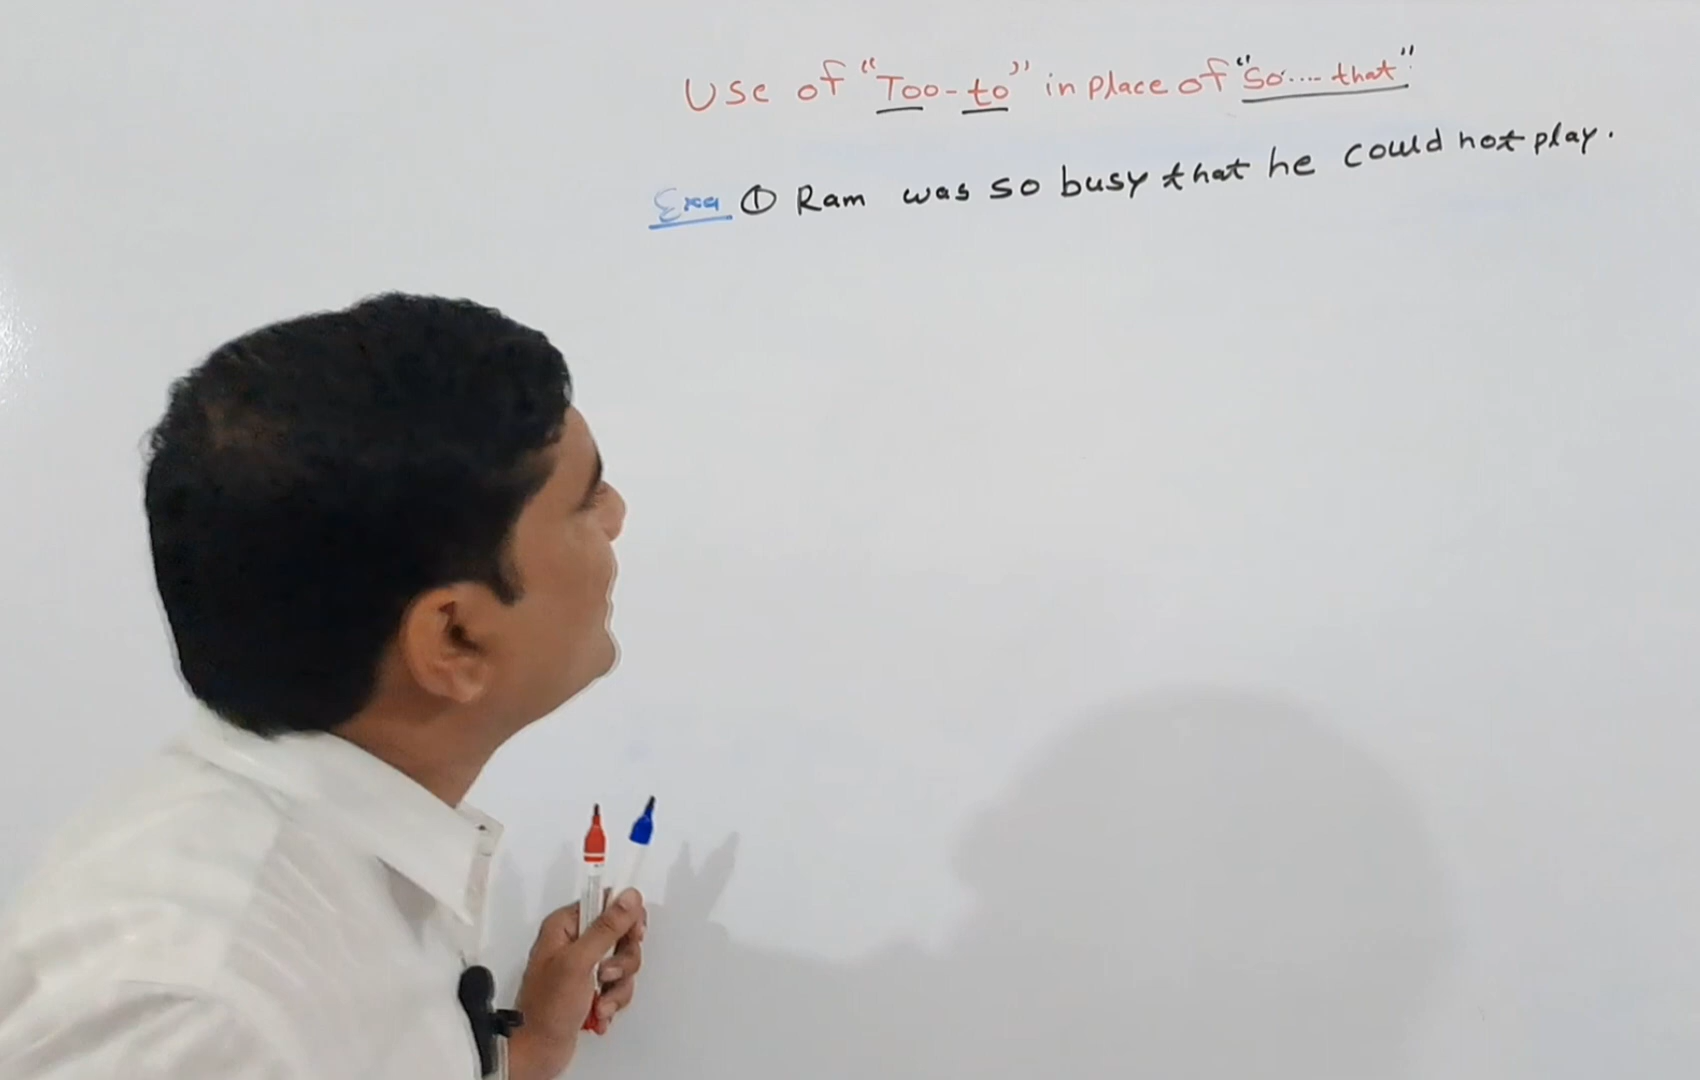 Use of "Too-to" in place of "so.... that"
Exa ① Ram was so busy that he could not play.